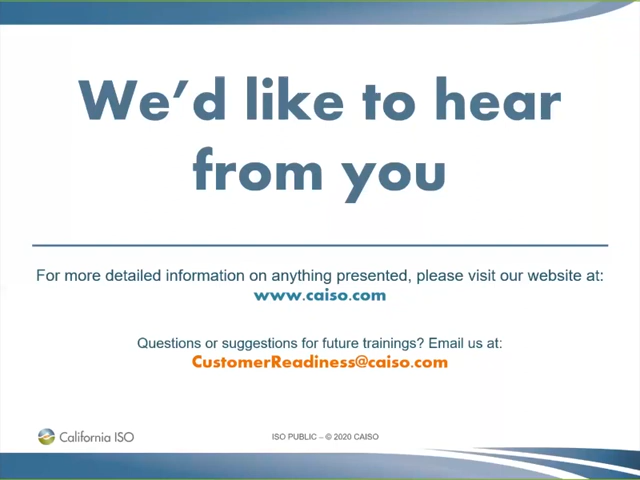 We’d like to hear
from you
For more detailed information on anything presented, please visit our website at:
www.caiso.com
Questions or suggestions for future trainings? Email us at:
CustomerReadiness@caiso.com
California ISO
ISO PUBLIC – © 2020 CAISO